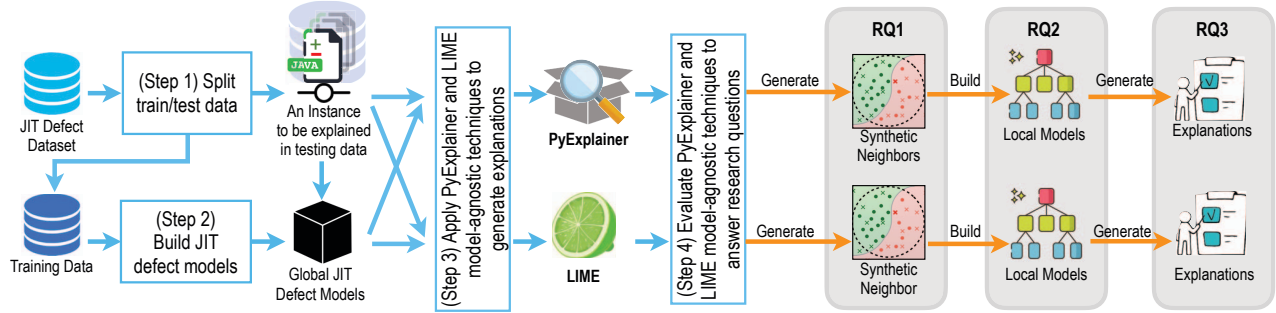 JIT Defect
Dataset
(Step 1) Split
train/test data
JAVA
An Instance
to be explained
in testing data
Training Data
(Step 2)
Build JIT
defect models
Global JIT
Defect Models
(Step 3) Apply PyExplainer and LIME
model-agnostic techniques to
generate explanations
PyExplainer
LIME
(Step 4) Evaluate PyExplainer and
LIME model-agnostic techniques to
answer research questions
RQ1
RQ2
RQ3
Generate
Synthetic
Neighbors
Build
Local Models
Generate
Explanations
Generate
Synthetic
Neighbor
Build
Local Models
Generate
Explanations